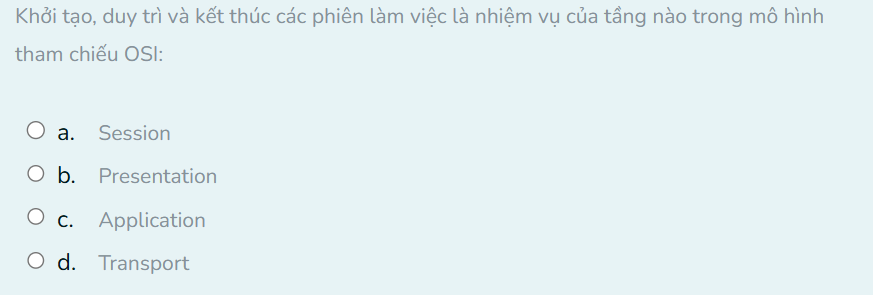 Khởi tạo, duy trì và kết thúc các phiên làm việc là nhiệm vụ của tầng nào trong mô hình
tham chiếu OSI:
a. Session
b. Presentation
c. Application
d. Transport